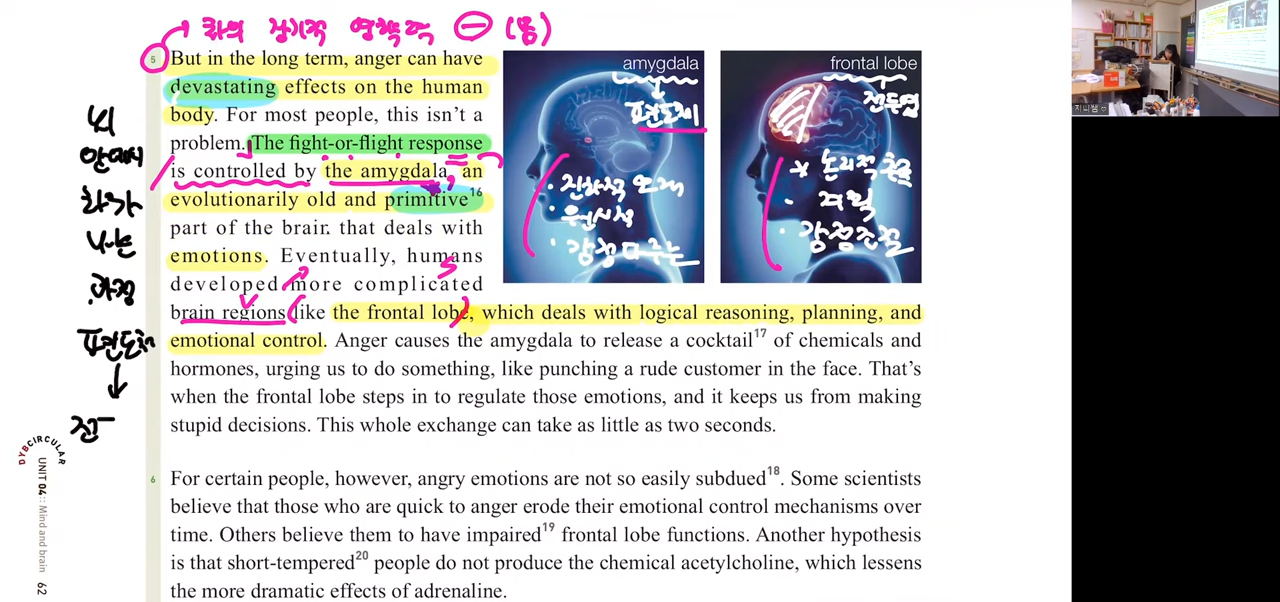 화의 장기적 영향력 ⊖ (몸)
5 But in the long term, anger can have
devastating effects on the human
body. For most people, this isn't a
problem. The fight-or-flight response
is controlled by the amygdala, an
evolutionarily old and primitive16
part of the brain that deals with
emotions. Eventually, humans
developed more complicated
brain regions like the frontal lobe, which deals with logical reasoning, planning, and
emotional control. Anger causes the amygdala to release a cocktail17 of chemicals and
hormones, urging us to do something, like punching a rude customer in the face. That's
when the frontal lobe steps in to regulate those emotions, and it keeps us from making
stupid decisions. This whole exchange can take as little as two seconds.
뇌
안에서
화가
나는
과정
편도체
↓
전
amygdala
편도체
· 진화적 오래
· 원시적
· 감정 다루는
frontal lobe
전두엽
· 감정조절
6 For certain people, however, angry emotions are not so easily subdued18. Some scientists
believe that those who are quick to anger erode their emotional control mechanisms over
time. Others believe them to have impaired19 frontal lobe functions. Another hypothesis
is that short-tempered20 people do not produce the chemical acetylcholine, which lessens
the more dramatic effects of adrenaline.
DYBCIRCULAR
UNIT 04 :: Mind and brain
62